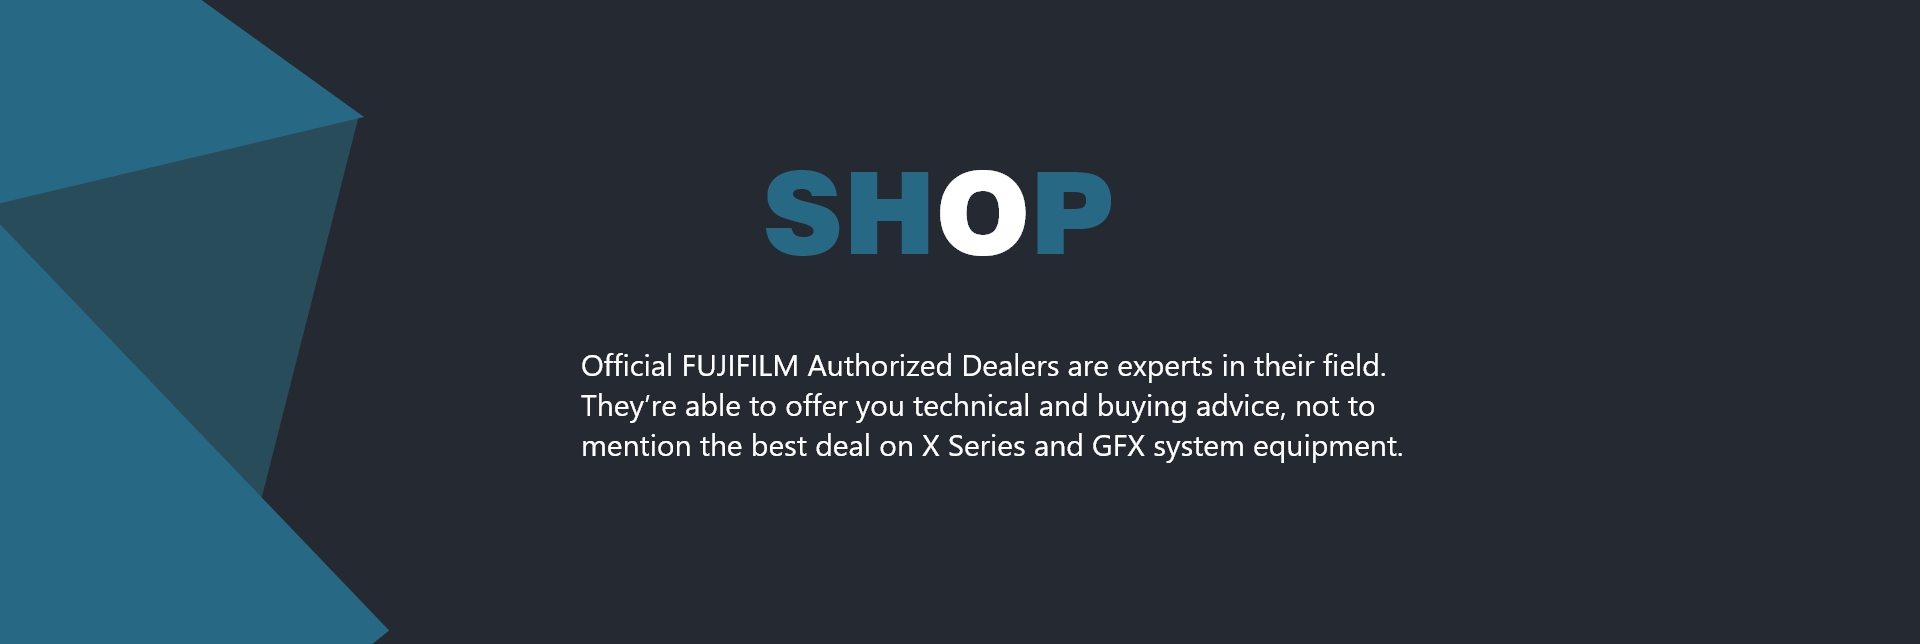 SHOP
Official FUJIFILM Authorized Dealers are experts in their field.
They’re able to offer you technical and buying advice, not to
mention the best deal on X Series and GFX system equipment.